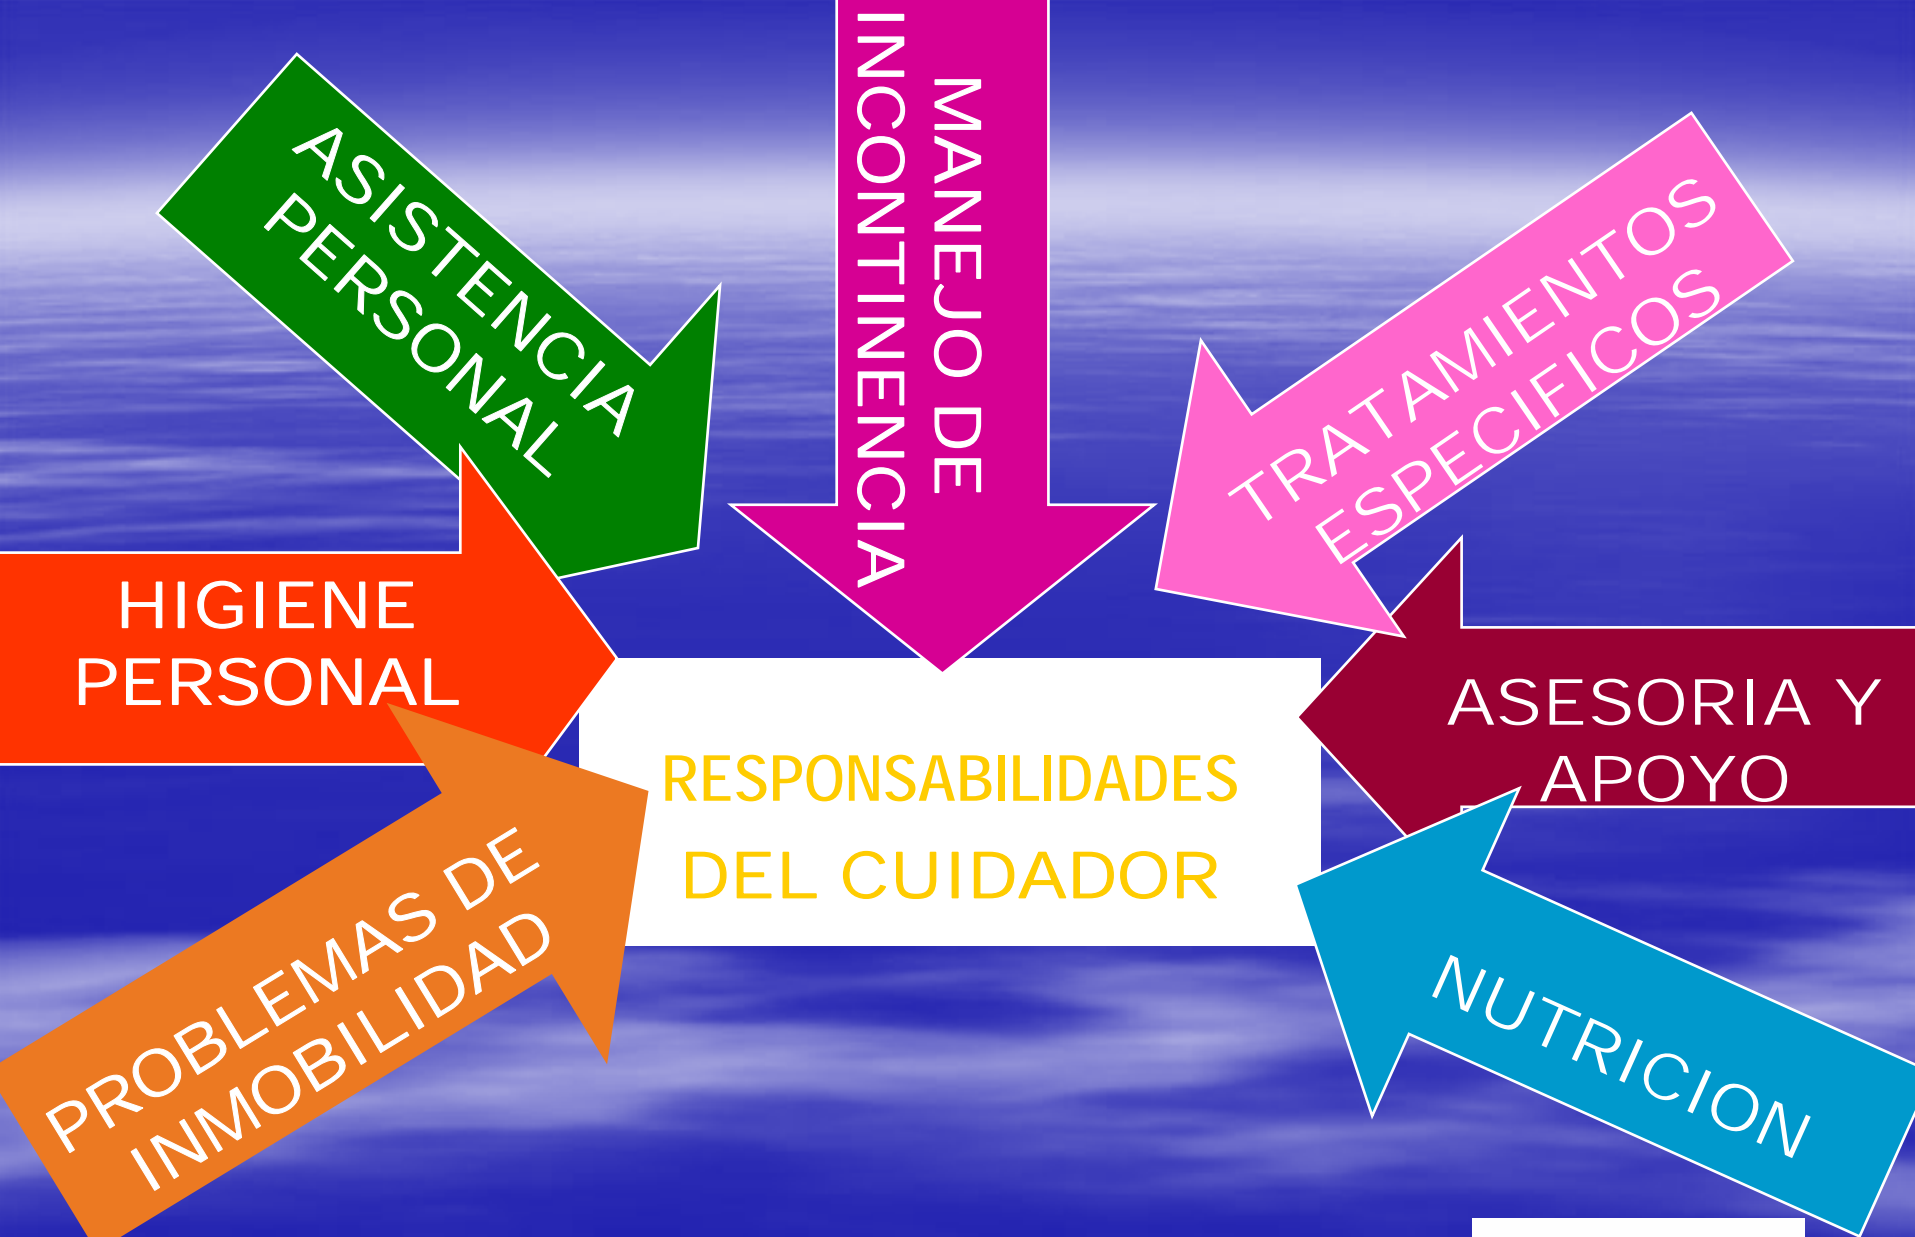 ASISTENCIA
PERSONAL
MANEJO DE
INCONTINENCIA
TRATAMIENTOS
ESPECIFICOS
HIGIENE
PERSONAL
ASESORIA Y
APOYO
RESPONSABILIDADES
DEL CUIDADOR
PROBLEMAS DE
INMOBILIDAD
NUTRICION